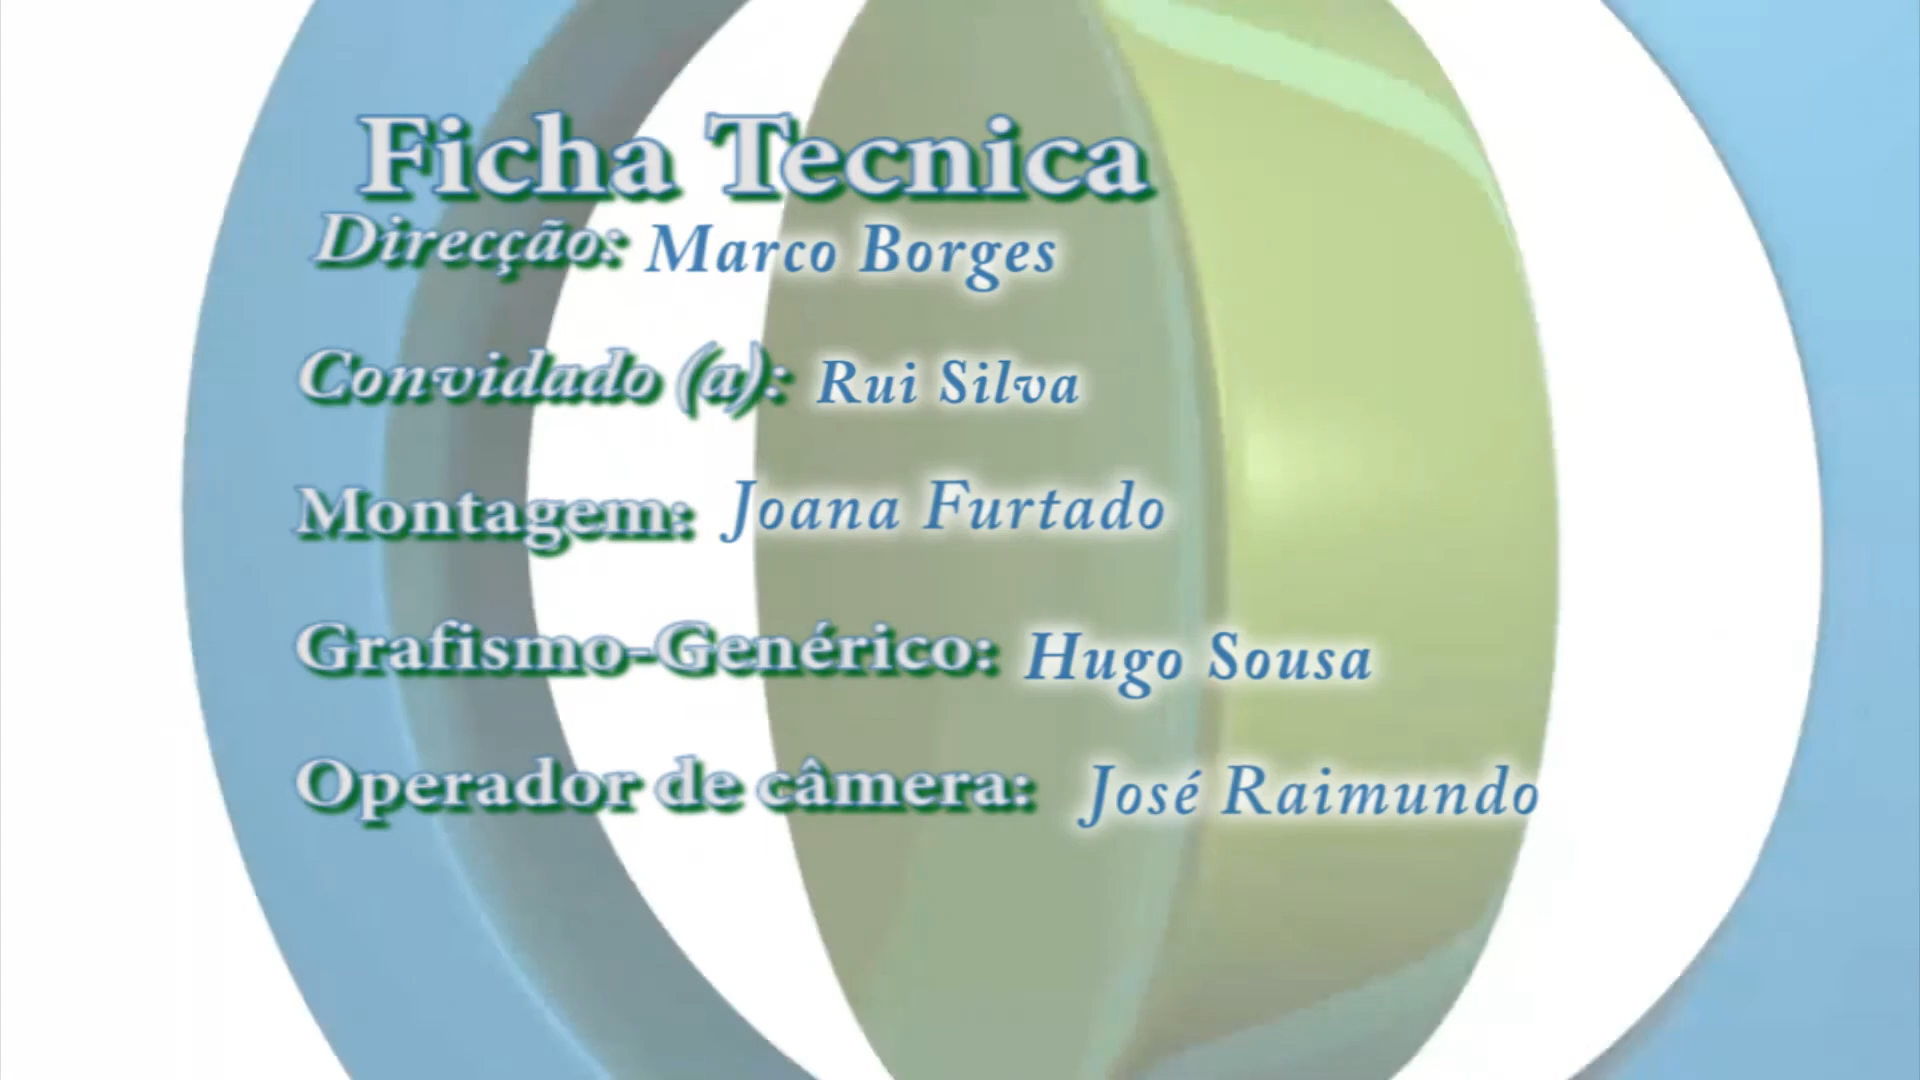 Ficha Tecnica
Direcção: Marco Borges
Convidado (a): Rui Silva
Montagem: Joana Furtado
Grafismo-Genérico: Hugo Sousa
Operador de câmera: José Raimundo